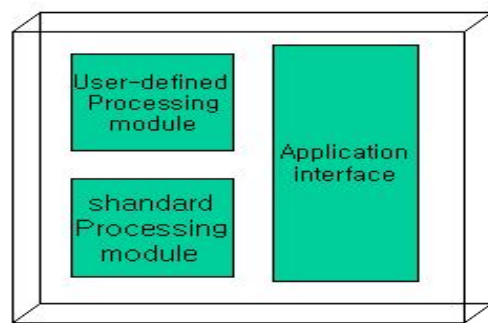 User-defined
Processing
module
shandard
Processing
module
Application
interface